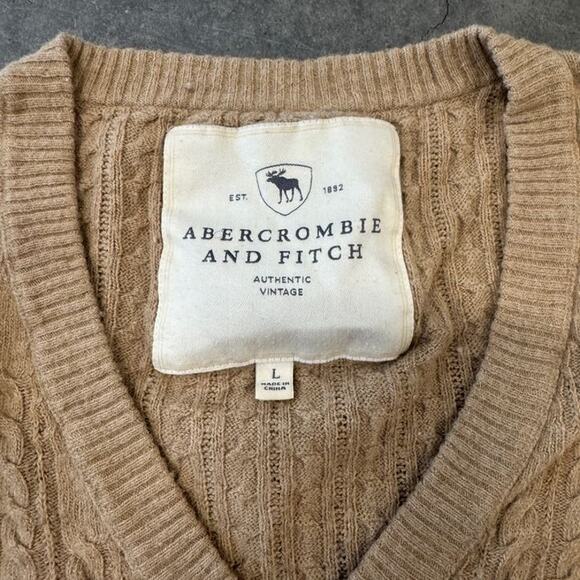 EST. 1892
ABERCROMBIE
AND FITCH
AUTHENTIC
VINTAGE
L
MADE IN
CHINA